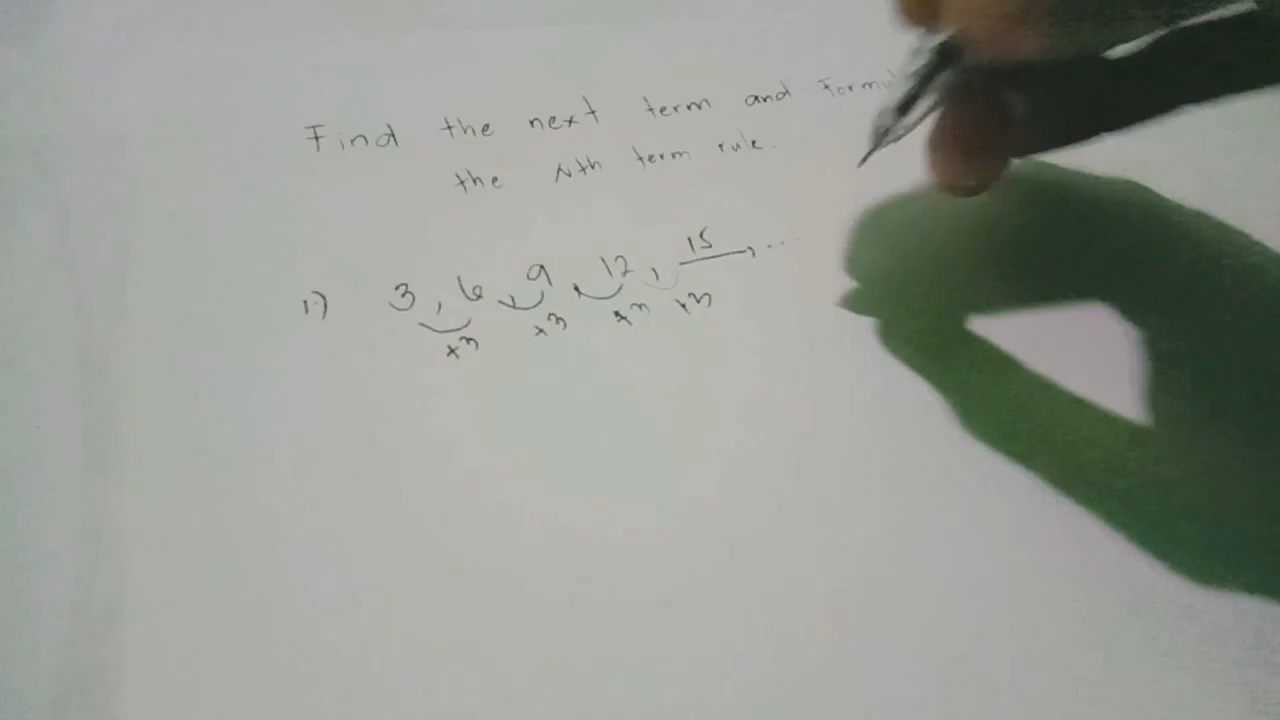 Find the next term and
the Nth term rule.
1.) 3, 6, 9, 12, 15, ...
+3 +3 +3 +3